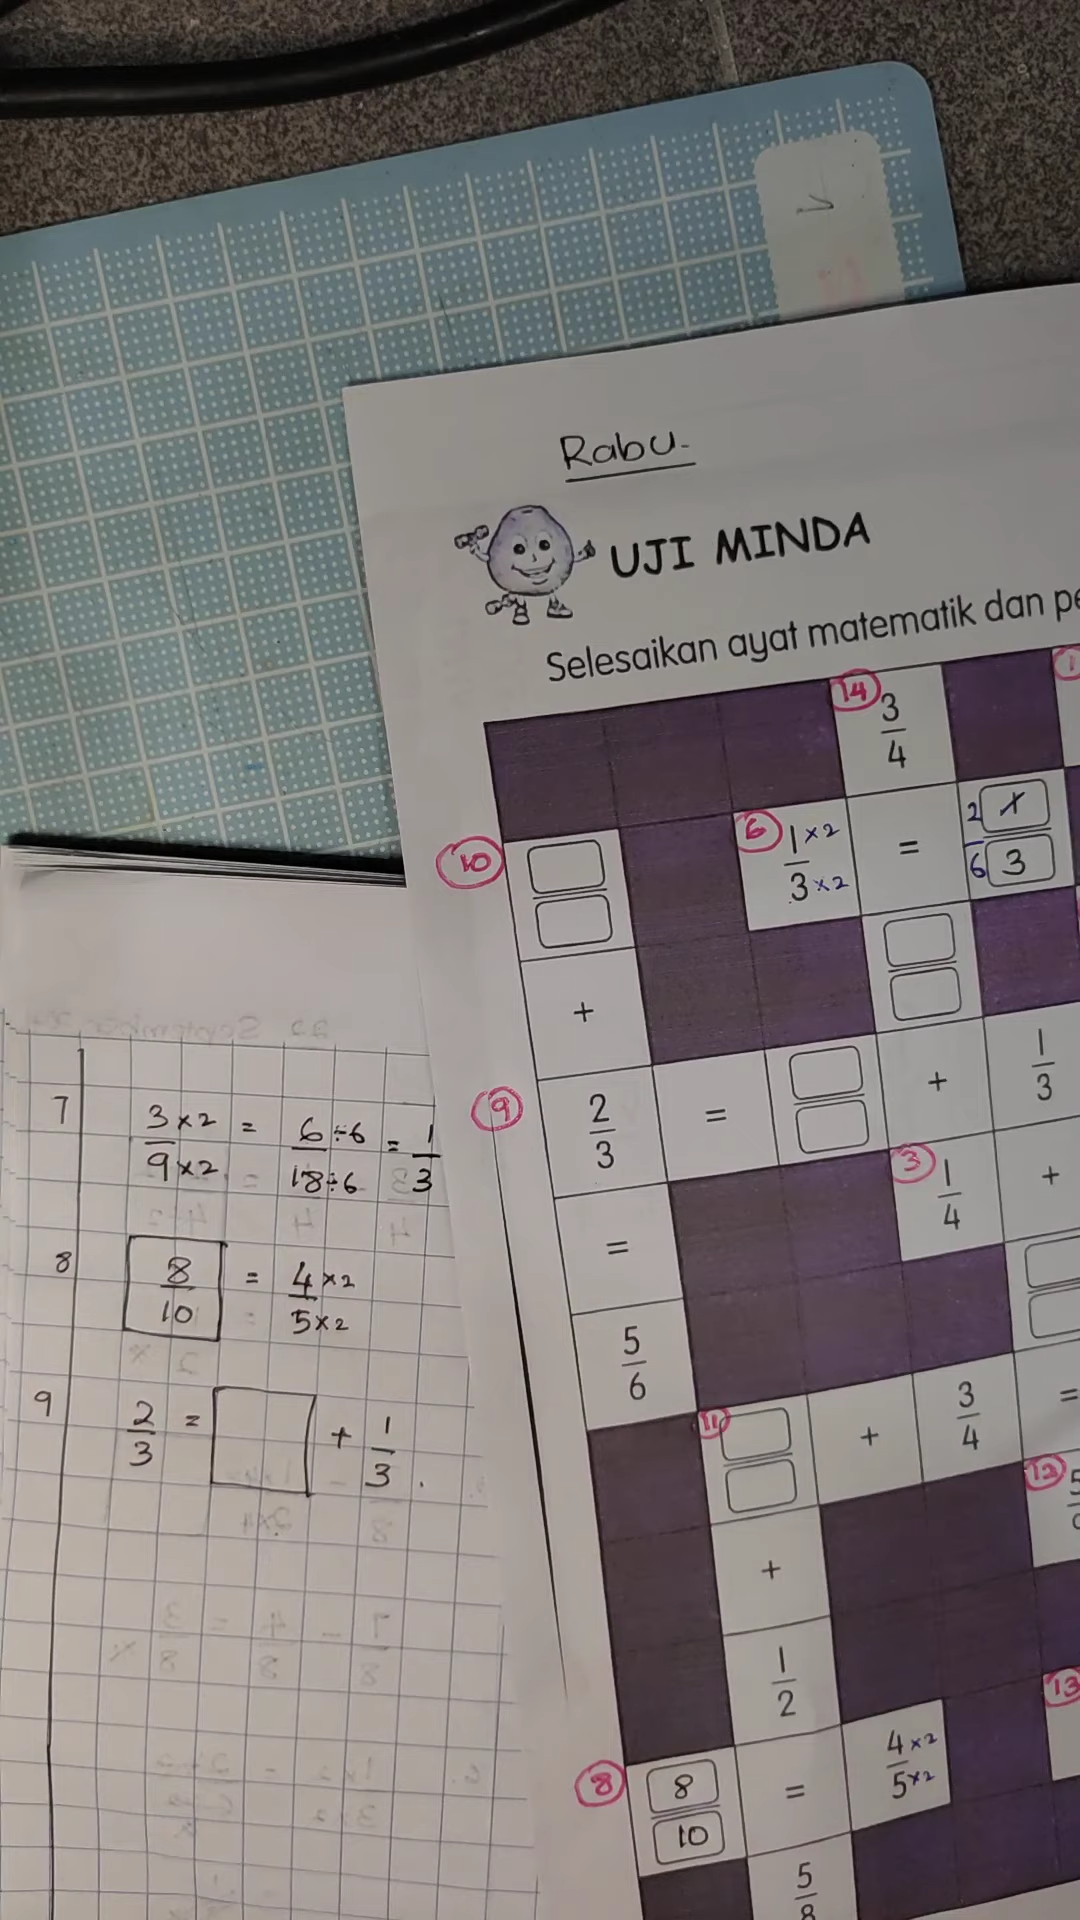 Rabu.
UJI MINDA
Selesaikan ayat matematik dan pe
14 3/4
10
6 1/3 ×2 ×2 = 2/6 1/3
+
9 2/3 = + 1/3
3 1/4 +
=
5/6
11 + 3/4 =
12
+
1/2
13
8 8/10 = 4/5 ×2 ×2
5/8
7 3×2/9×2 = 6÷6/18÷6 = 1/3
8 8/10 = 4×2/5×2
9 2/3 = + 1/3.